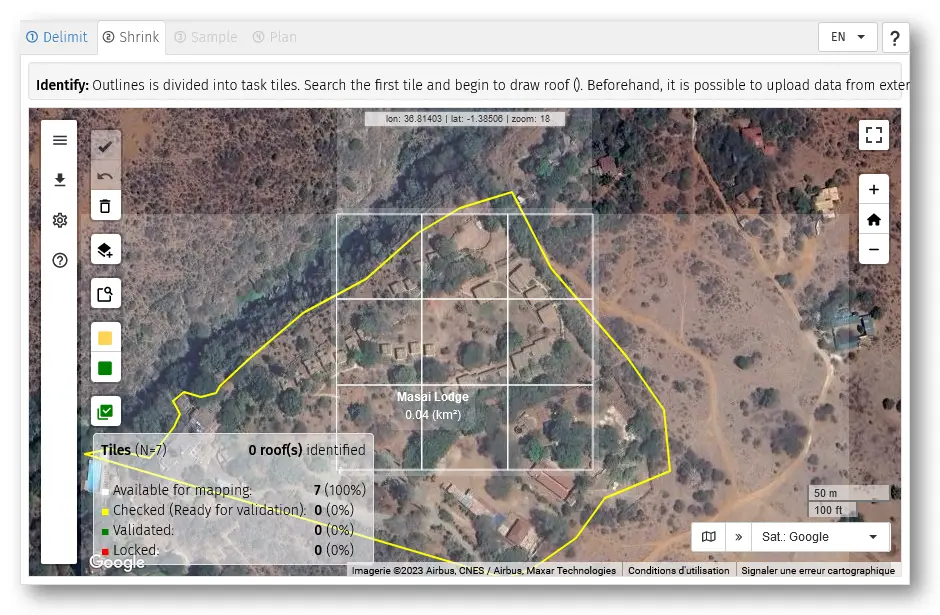 ① Delimit ② Shrink ③ Sample ④ Plan EN ?
Identify: Outlines is divided into task tiles. Search the first tile and begin to draw roof (). Beforehand, it is possible to upload data from exter
lon: 36.81403 | lat: -1.38506 | zoom: 18
+
−
Masai Lodge
0.04 (km²)
Tiles (N=7) 0 roof(s) identified
Available for mapping: 7 (100%)
Checked (Ready for validation): 0 (0%)
Validated: 0 (0%)
Locked: 0 (0%)
50 m
100 ft
» Sat.: Google
Google
Imagerie ©2023 Airbus, CNES / Airbus, Maxar Technologies Conditions d'utilisation Signaler une erreur cartographique